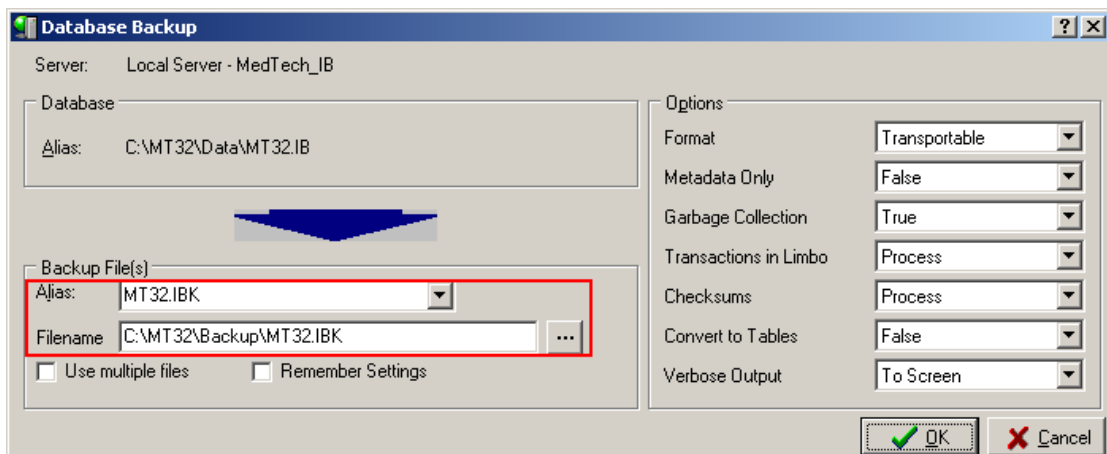 Database Backup
Server: Local Server - MedTech_IB
Database
Alias: C:\MT32\Data\MT32.IB
Backup File(s)
Alias: MT32.IBK
Filename C:\MT32\Backup\MT32.IBK ...
Use multiple files Remember Settings
Options
Format Transportable
Metadata Only False
Garbage Collection True
Transactions in Limbo Process
Checksums Process
Convert to Tables False
Verbose Output To Screen
OK Cancel